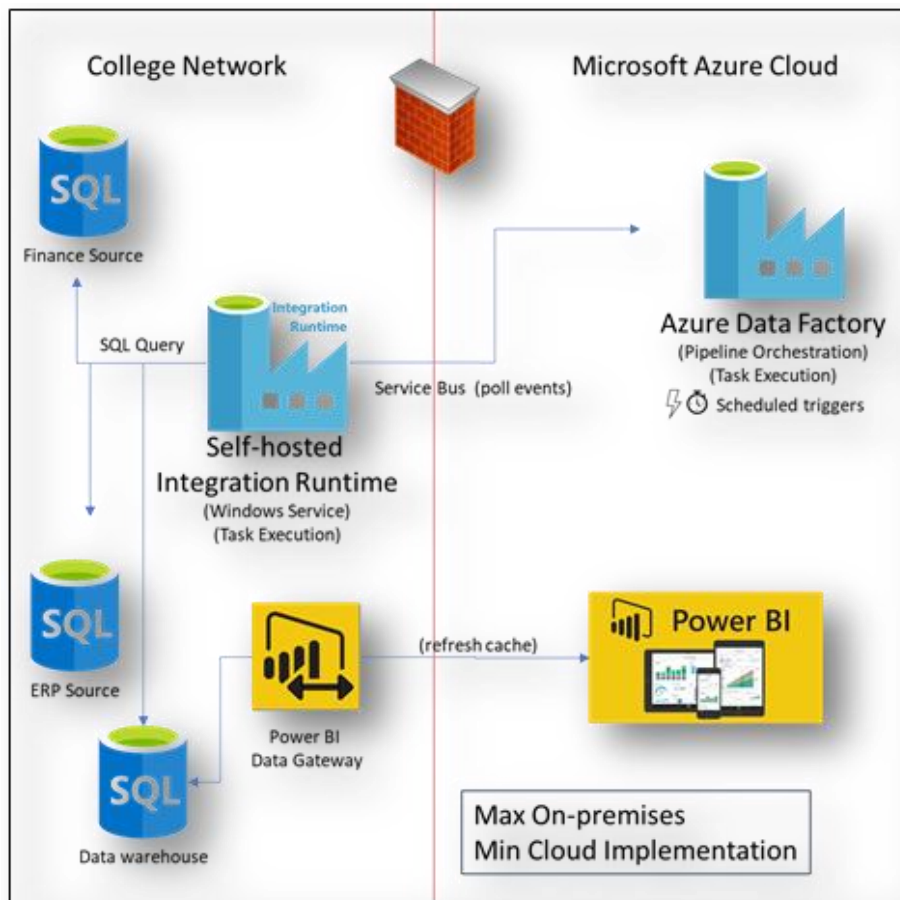 College Network
Microsoft Azure Cloud
SQL
Finance Source
SQL Query
Integration
Runtime
Service Bus (poll events)
Self-hosted
Integration Runtime
(Windows Service)
(Task Execution)
Azure Data Factory
(Pipeline Orchestration)
(Task Execution)
Scheduled triggers
SQL
ERP Source
Power BI
Data Gateway
(refresh cache)
Power BI
SQL
Data warehouse
Max On-premises
Min Cloud Implementation